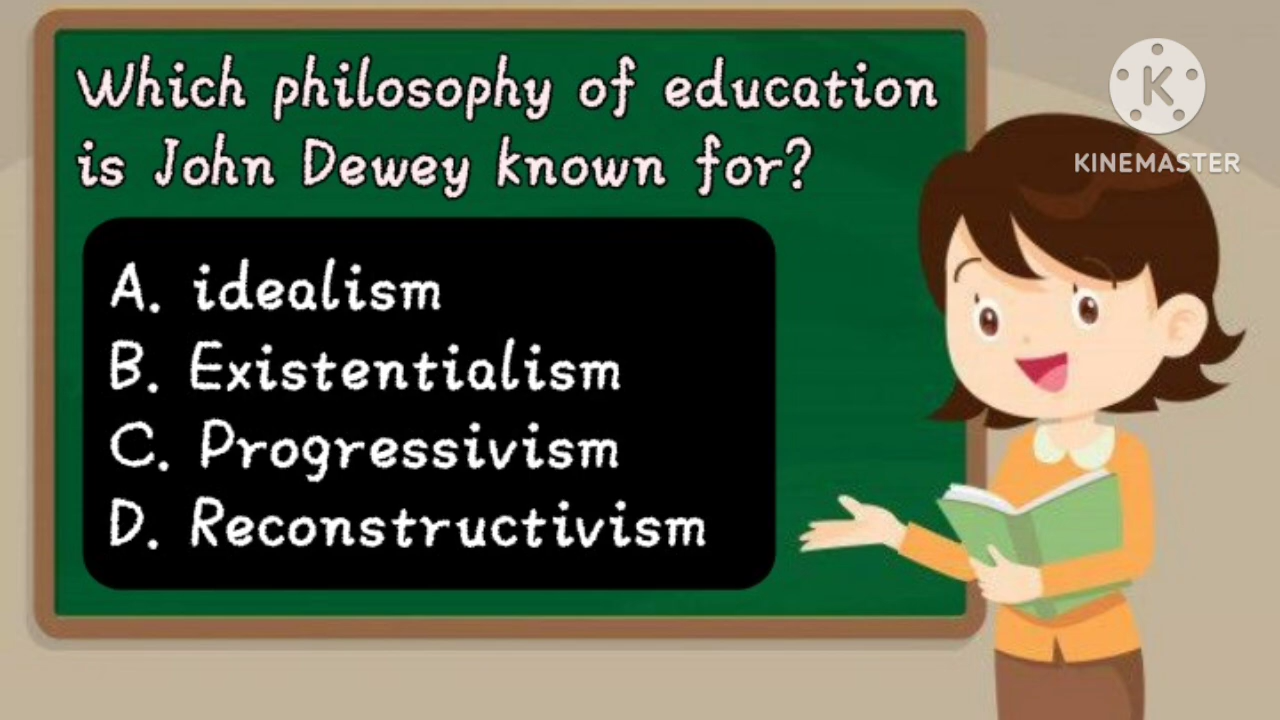 Which philosophy of education
is John Dewey known for?
A. idealism
B. Existentialism
C. Progressivism
D. Reconstructivism
K
KINEMASTER